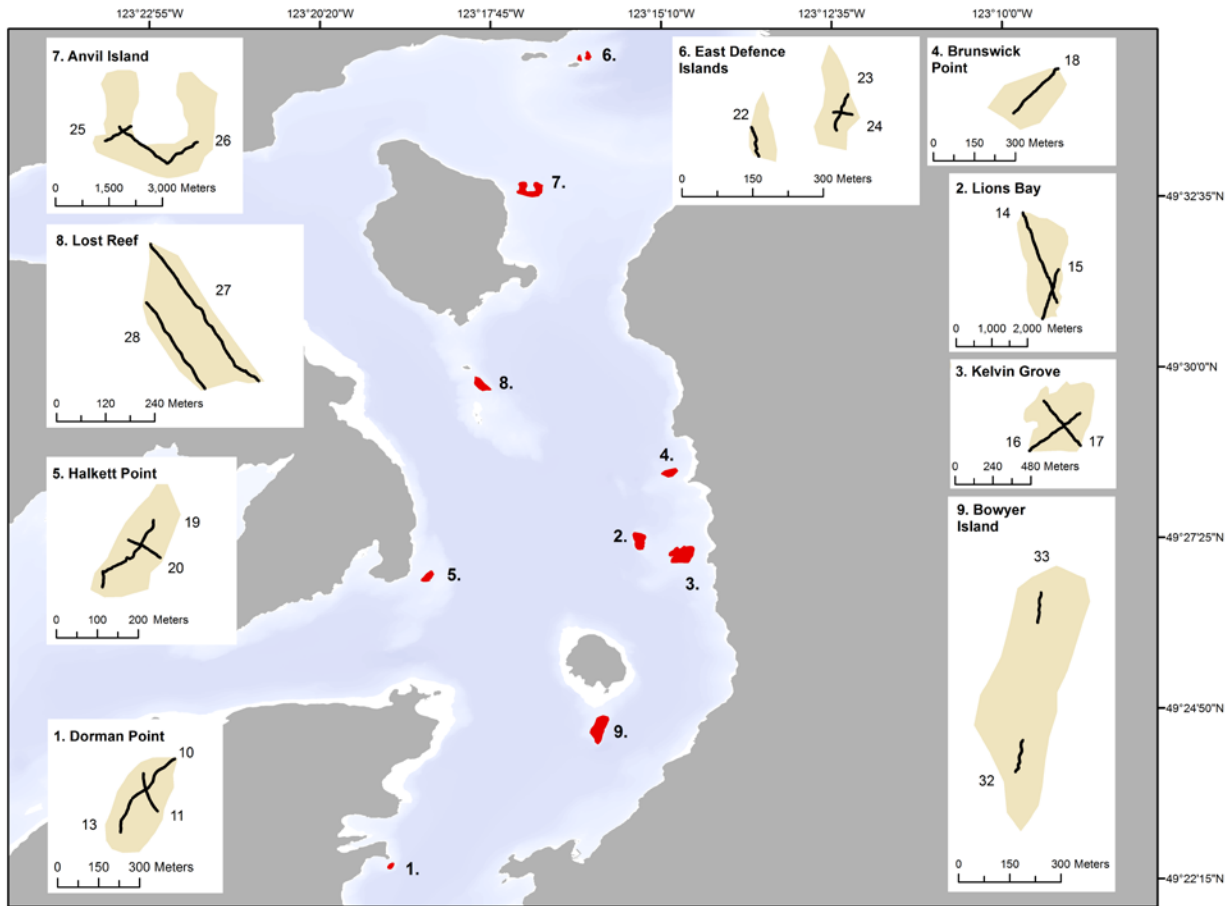 123°22'55"W
123°20'20"W
123°17'45"W
123°15'10"W
123°12'35"W
123°10'0"W
7. Anvil Island
25
26
0 1,500 3,000 Meters
8. Lost Reef
27
28
0 120 240 Meters
5. Halkett Point
19
20
0 100 200 Meters
1. Dorman Point
10
11
13
0 150 300 Meters
6. East Defence
Islands
22
23
24
0 150 300 Meters
4. Brunswick
Point
18
0 150 300 Meters
2. Lions Bay
14
15
0 1,000 2,000 Meters
3. Kelvin Grove
16
17
0 240 480 Meters
9. Bowyer
Island
33
32
0 150 300 Meters
6.
7.
8.
4.
2.
3.
5.
9.
1.
49°32'35"N
49°30'0"N
49°27'25"N
49°24'50"N
49°22'15"N